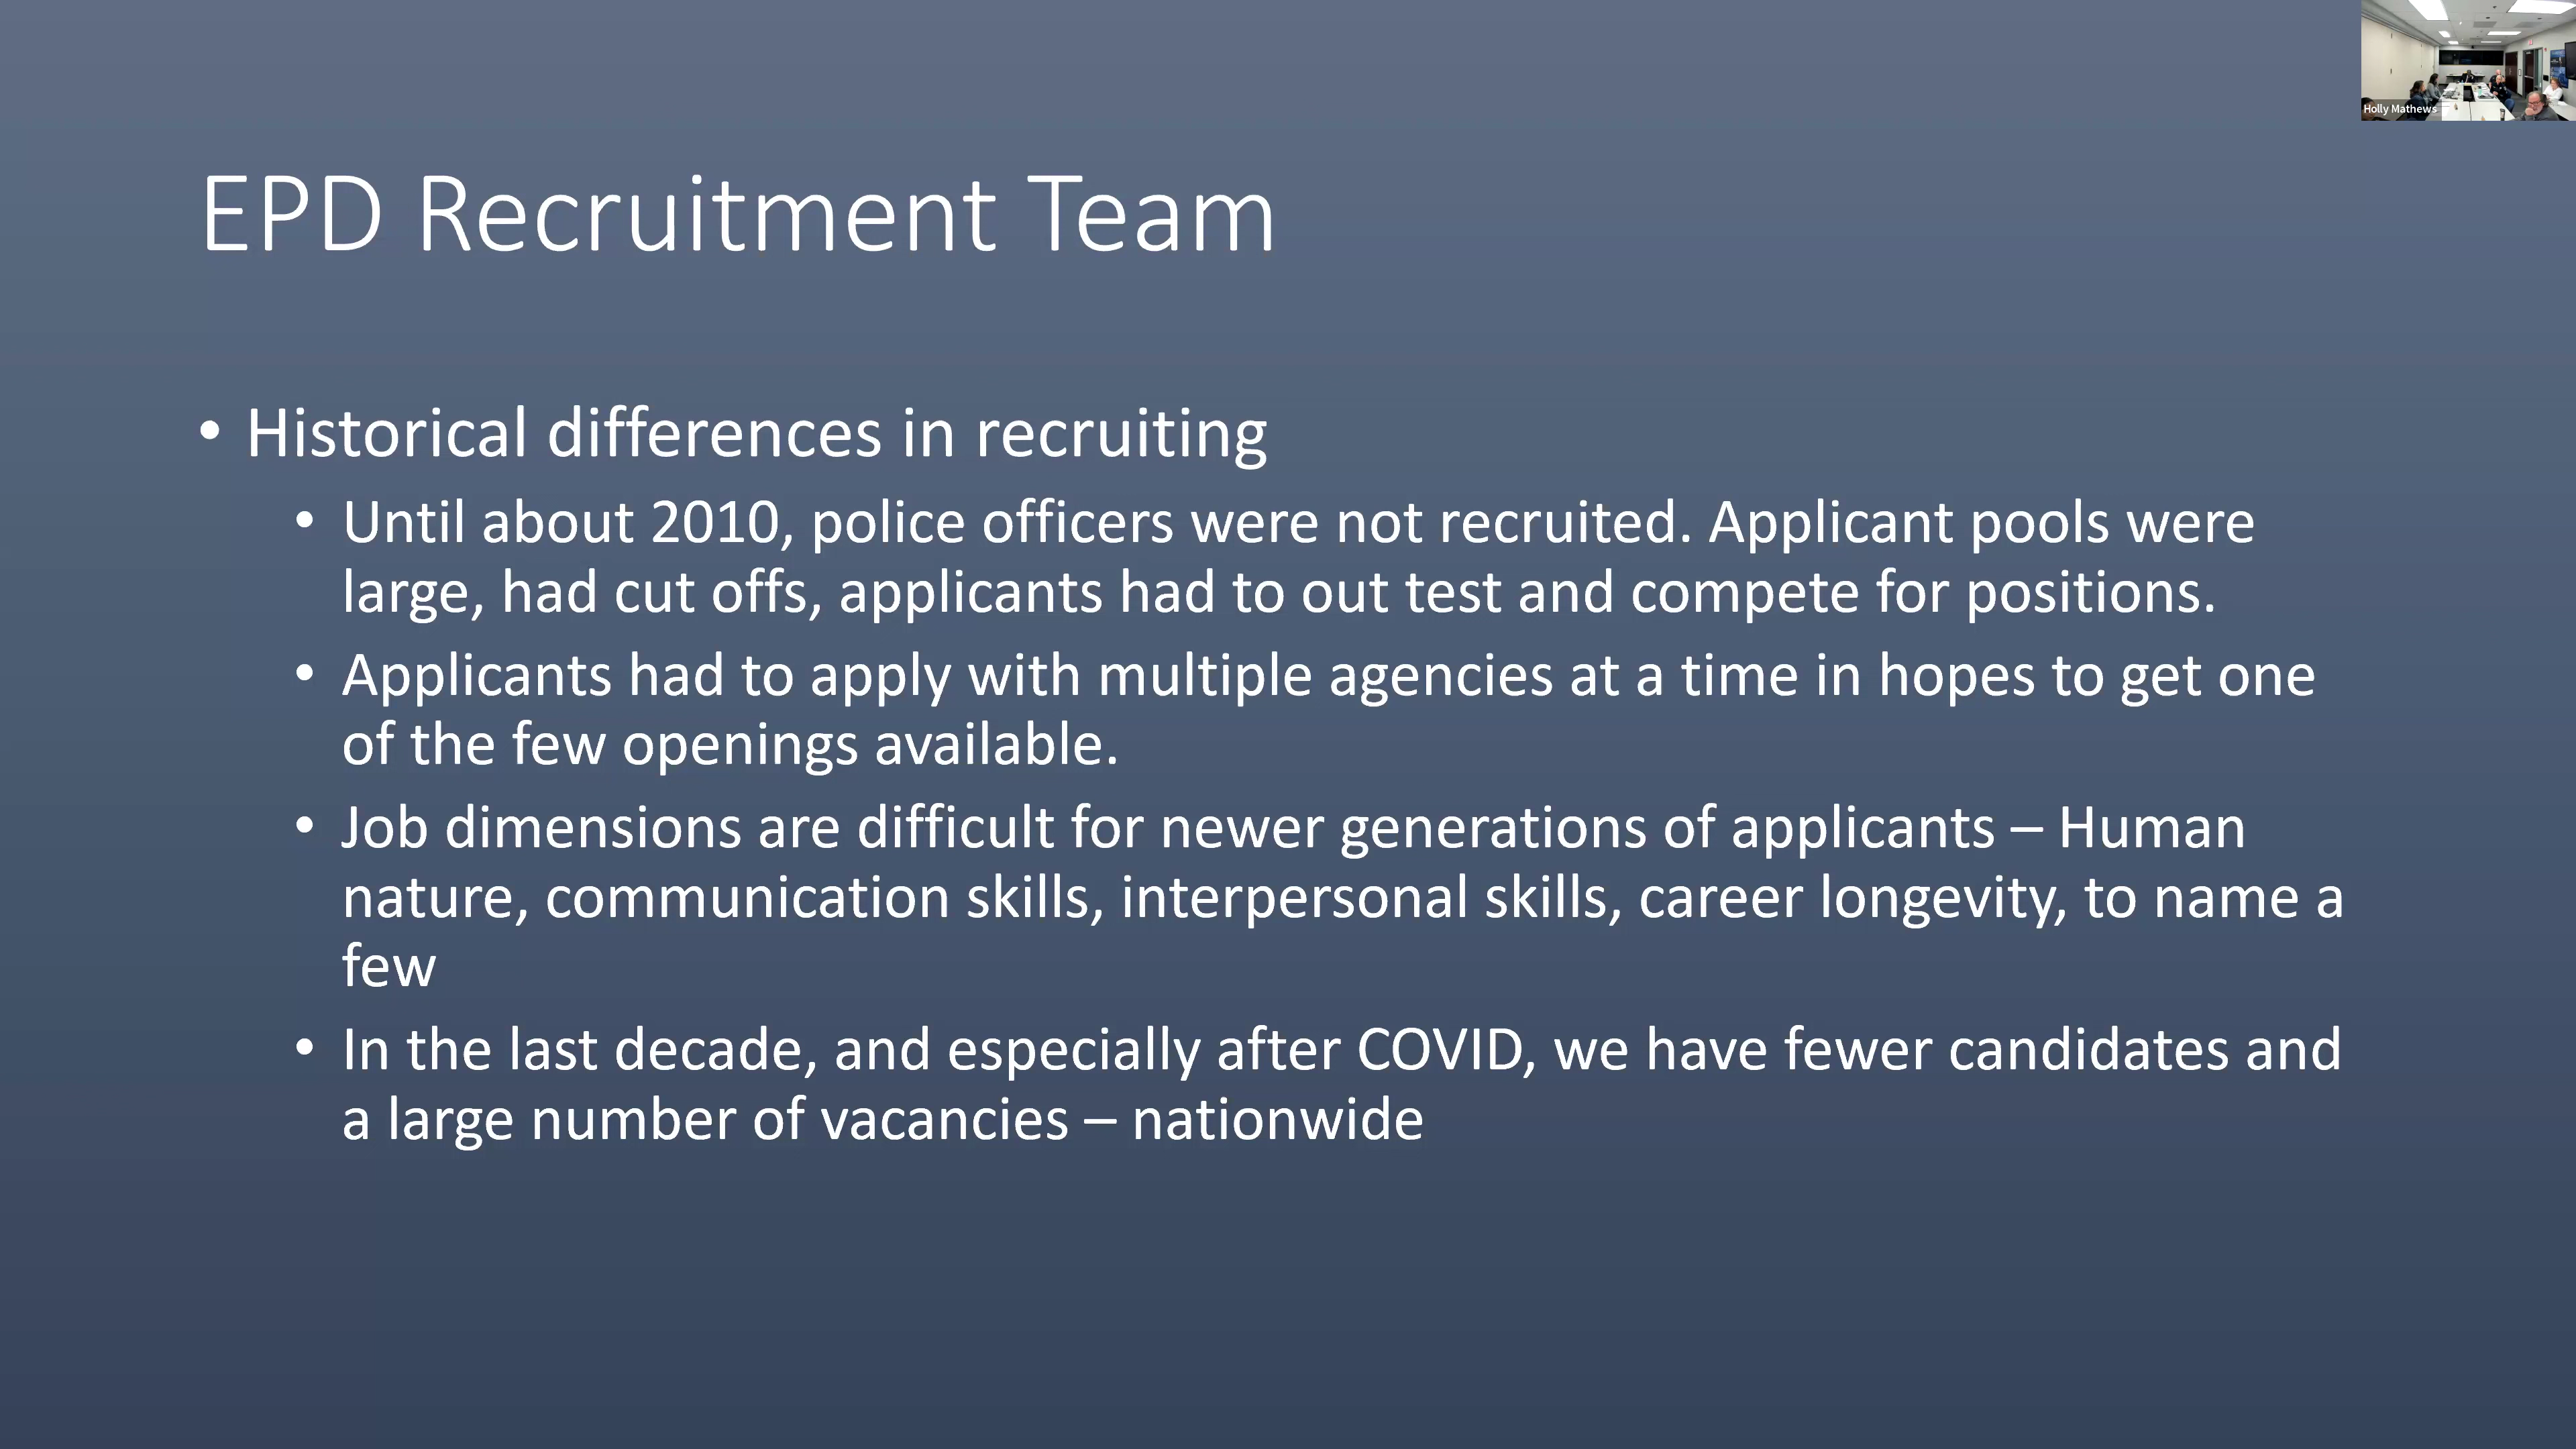 Holly Mathews
EPD Recruitment Team
• Historical differences in recruiting
• Until about 2010, police officers were not recruited. Applicant pools were
large, had cut offs, applicants had to out test and compete for positions.
• Applicants had to apply with multiple agencies at a time in hopes to get one
of the few openings available.
• Job dimensions are difficult for newer generations of applicants – Human
nature, communication skills, interpersonal skills, career longevity, to name a
few
• In the last decade, and especially after COVID, we have fewer candidates and
a large number of vacancies – nationwide